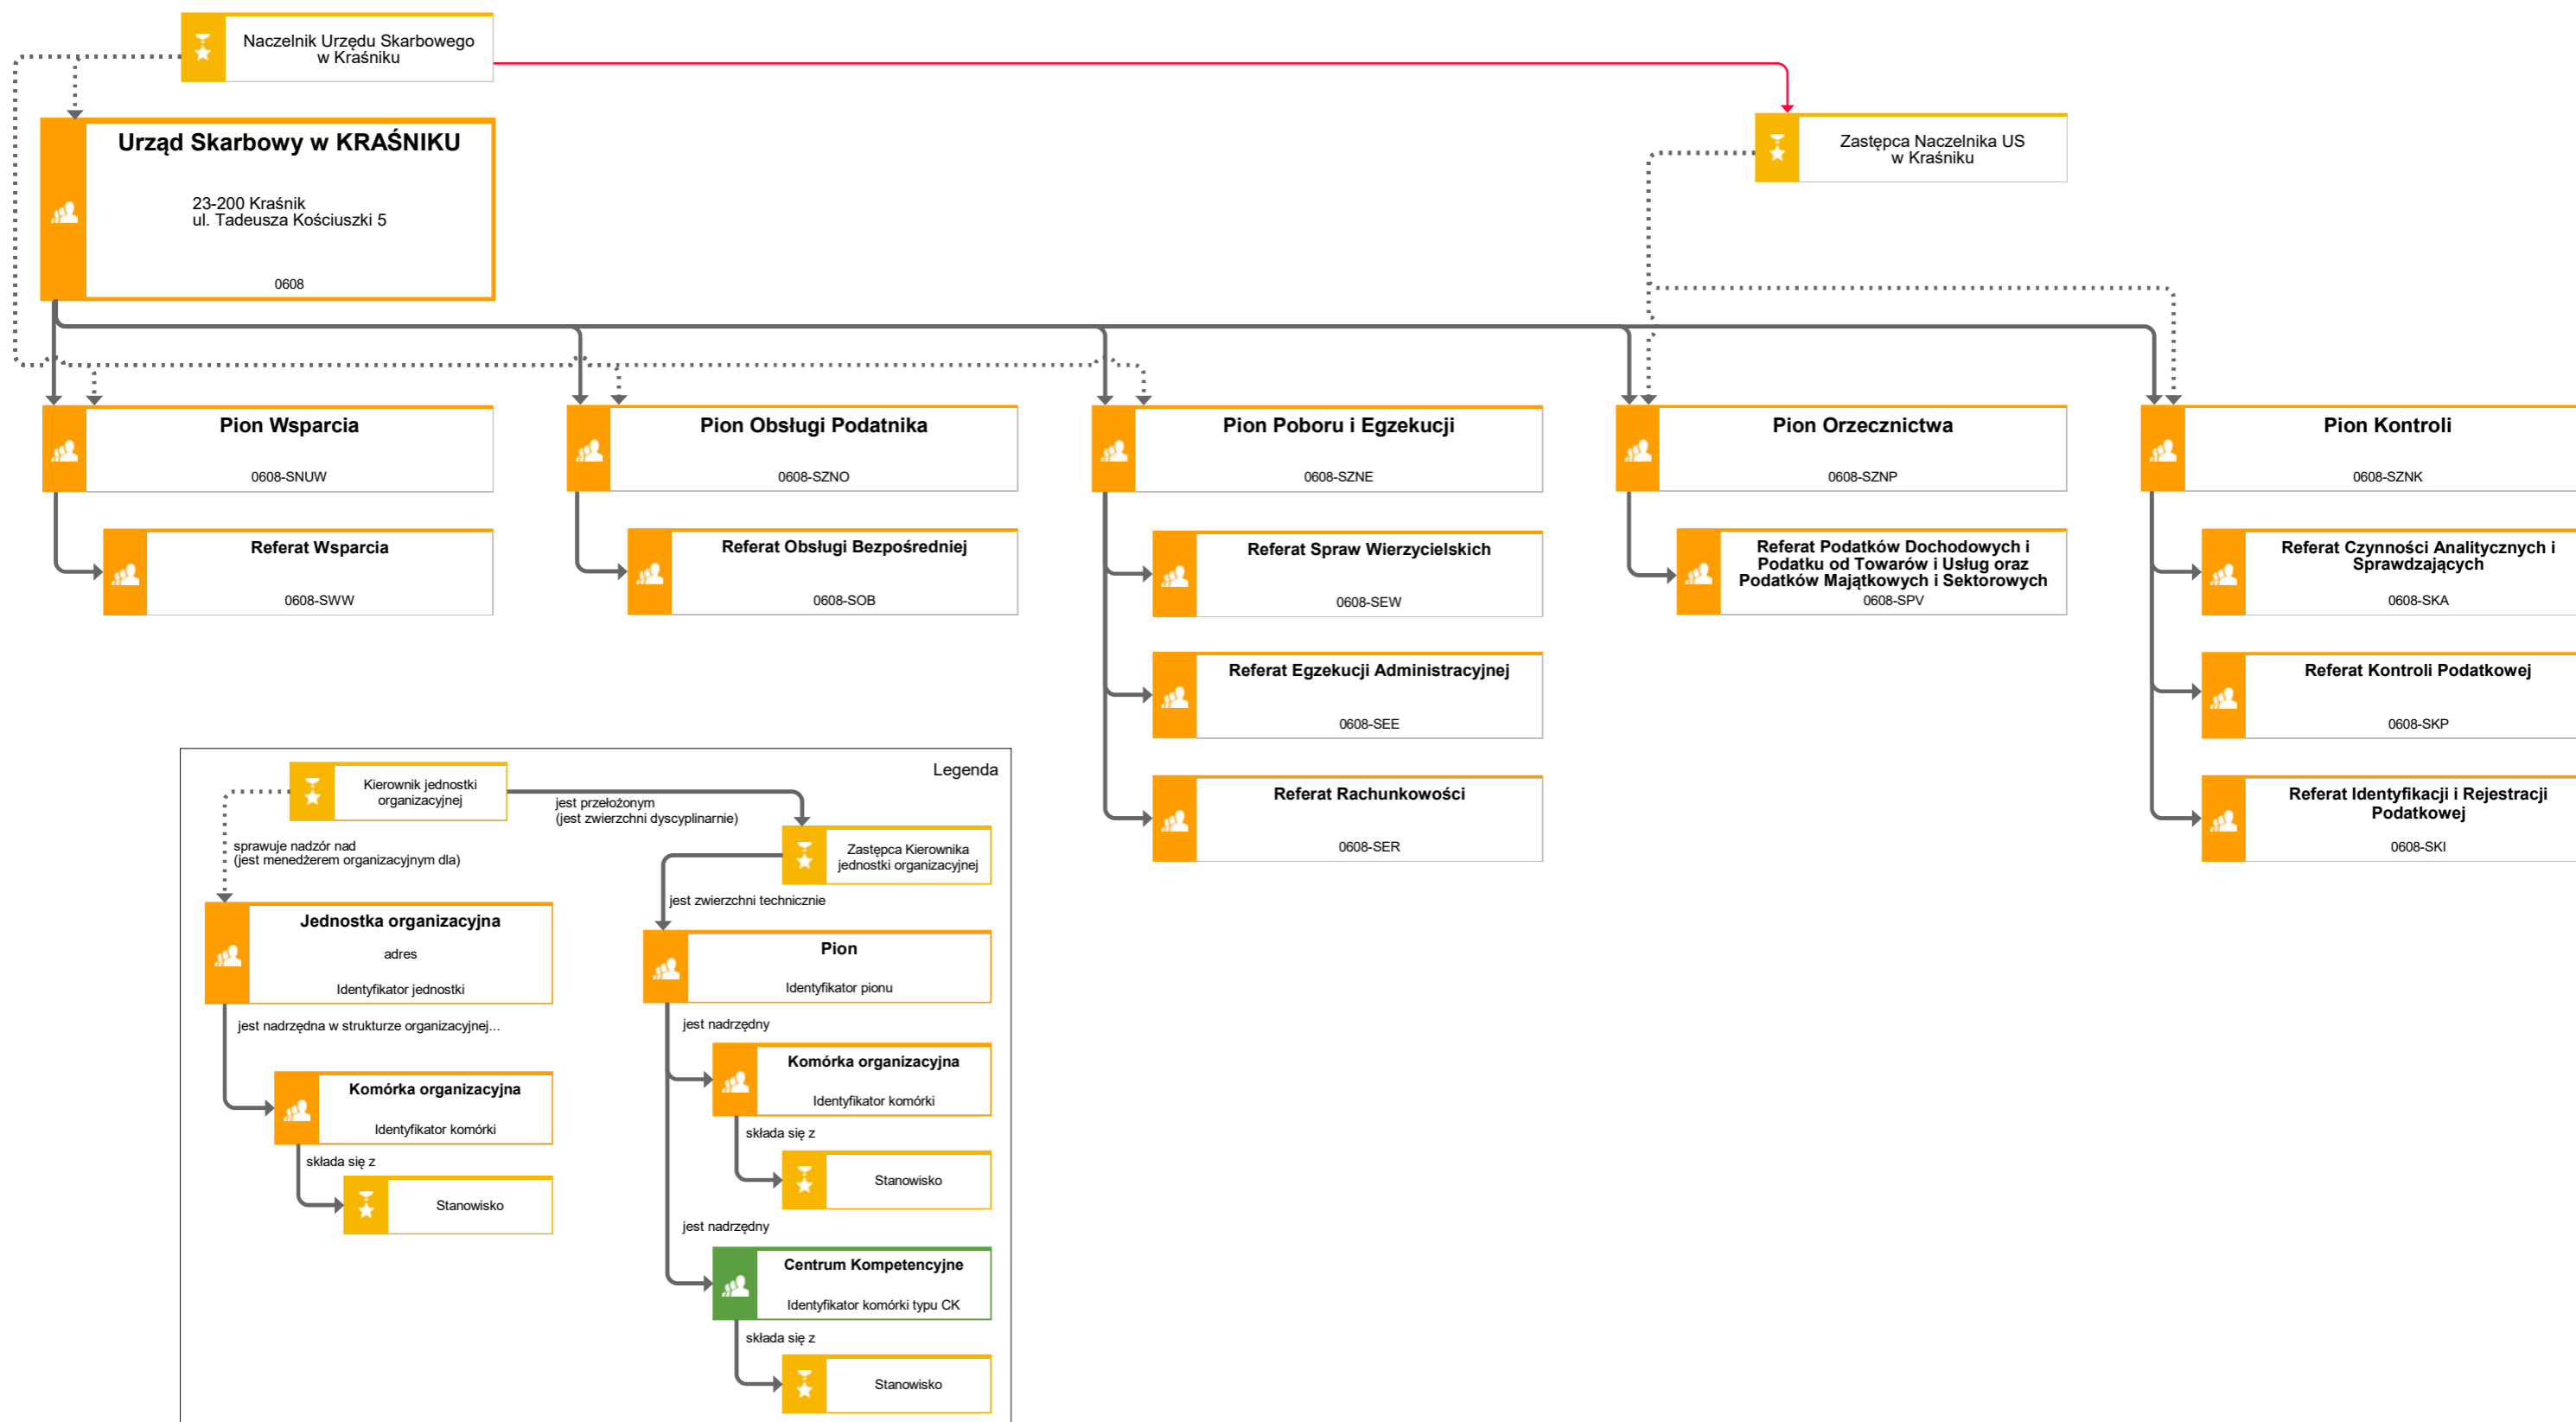 Naczelnik Urzędu Skarbowego
w Kraśniku
Urząd Skarbowy w KRAŚNIKU
23-200 Kraśnik
ul. Tadeusza Kościuszki 5
0608
Zastępca Naczelnika US
w Kraśniku
Pion Wsparcia
0608-SNUW
Pion Obsługi Podatnika
0608-SZNO
Pion Poboru i Egzekucji
0608-SZNE
Pion Orzecznictwa
0608-SZNP
Pion Kontroli
0608-SZNK
Referat Wsparcia
0608-SWW
Referat Obsługi Bezpośredniej
0608-SOB
Referat Spraw Wierzycielskich
0608-SEW
Referat Podatków Dochodowych i
Podatku od Towarów i Usług oraz
Podatków Majątkowych i Sektorowych
0608-SPV
Referat Czynności Analitycznych i
Sprawdzających
0608-SKA
Referat Egzekucji Administracyjnej
0608-SEE
Referat Kontroli Podatkowej
0608-SKP
Referat Rachunkowości
0608-SER
Referat Identyfikacji i Rejestracji
Podatkowej
0608-SKI
Legenda
Kierownik jednostki
organizacyjnej
jest przełożonym
(jest zwierzchni dyscyplinarnie)
sprawuje nadzór nad
(jest menedżerem organizacyjnym dla)
Zastępca Kierownika
jednostki organizacyjnej
jest zwierzchni technicznie
Jednostka organizacyjna
adres
Identyfikator jednostki
jest nadrzędna w strukturze organizacyjnej...
Komórka organizacyjna
Identyfikator komórki
składa się z
Stanowisko
Pion
Identyfikator pionu
jest nadrzędny
Komórka organizacyjna
Identyfikator komórki
składa się z
Stanowisko
jest nadrzędny
Centrum Kompetencyjne
Identyfikator komórki typu CK
składa się z
Stanowisko